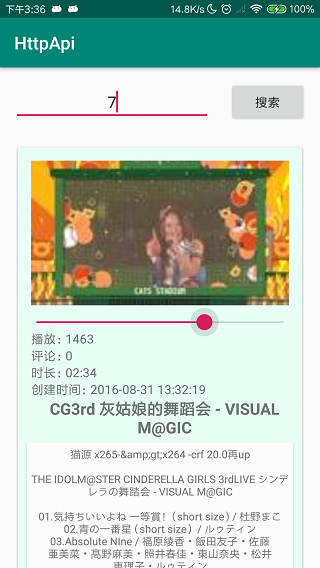 下午3:36 14.8K/s 100%
HttpApi
7 搜索
CATS STADIUM
播放: 1463
评论: 0
时长: 02:34
创建时间: 2016-08-31 13:32:19
CG3rd 灰姑娘的舞蹈会 - VISUAL
M@GIC
猫源 x265-&amp;gt;x264 -crf 20.0再up
THE IDOLM@STER CINDERELLA GIRLS 3rdLIVE シンデ
レラの舞踏会 - VISUAL M@GIC
01.気持ちいいよね 一等賞!（short size）/ 杜野まこ
02.青の一番星（short size）/ ルゥティン
03.Absolute NIne / 福原綾香・飯田友子・佐藤
亜美菜・髙野麻美・照井春佳・東山奈央・松井
恵理子・ルゥティン